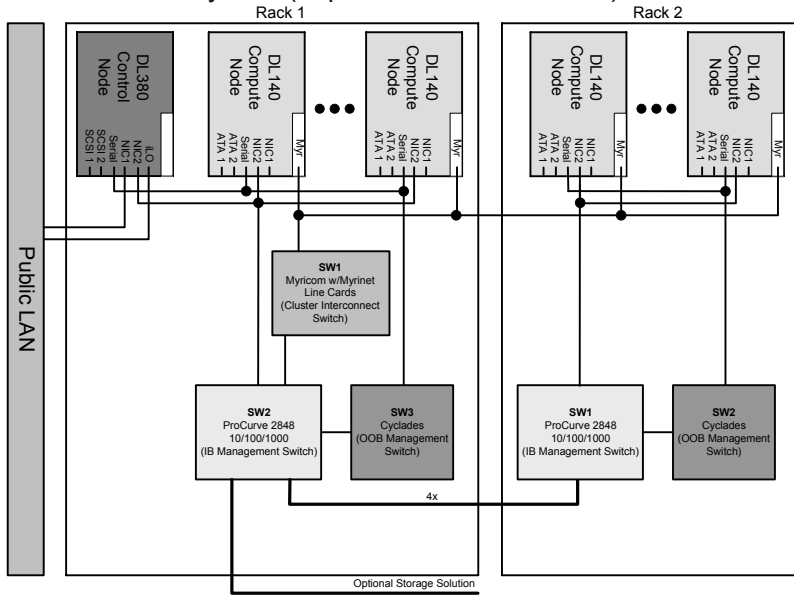 Rack 1
Rack 2
Public LAN
DL380
Control
Node
iLO
NIC2
NIC1
Serial
SCSI 2
SCSI 1
DL140
Compute
Node
Myr
NIC1
NIC2
Serial
ATA 2
ATA 1
DL140
Compute
Node
Myr
NIC1
NIC2
Serial
ATA 2
ATA 1
DL140
Compute
Node
Myr
NIC1
NIC2
Serial
ATA 2
ATA 1
DL140
Compute
Node
Myr
NIC1
NIC2
Serial
ATA 2
ATA 1
SW1
Myricom w/Myrinet
Line Cards
(Cluster Interconnect
Switch)
SW2
ProCurve 2848
10/100/1000
(IB Management Switch)
SW3
Cyclades
(OOB Management
Switch)
SW1
ProCurve 2848
10/100/1000
(IB Management Switch)
SW2
Cyclades
(OOB Management
Switch)
4x
Optional Storage Solution